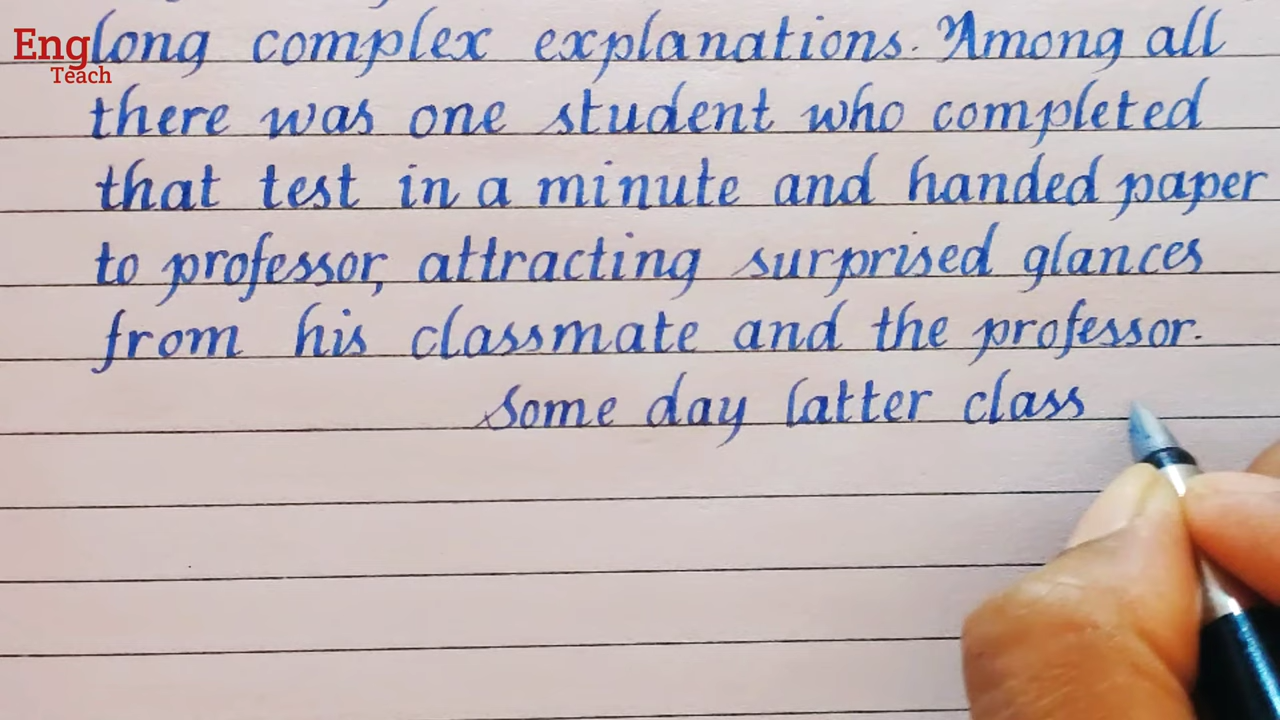 Eng
Teach
long complex explanations. Among all
there was one student who completed
that test in a minute and handed paper
to professor, attracting surprised glances
from his classmate and the professor.
Some day latter class